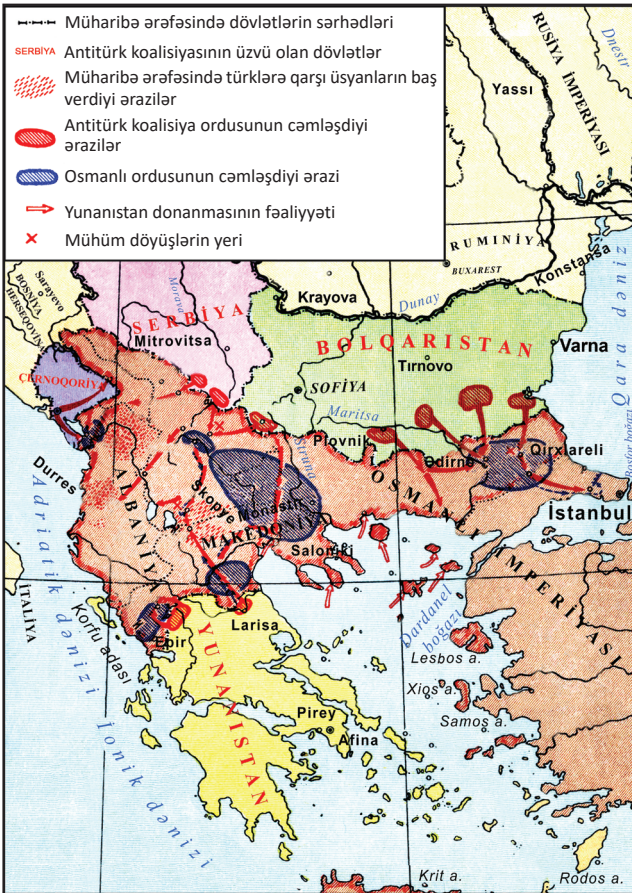 Müharibə ərəfəsində dövlətlərin sərhədləri
SERBİYA Antitürk koalisiyasının üzvü olan dövlətlər
Müharibə ərəfəsində türklərə qarşı üsyanların baş
verdiyi ərazilər
Antitürk koalisiya ordusunun cəmləşdiyi
ərazilər
Osmanlı ordusunun cəmləşdiyi ərazi
Yunanıstan donanmasının fəaliyyəti
Mühüm döyüşlərin yeri
Dnestr
RUSİYA İMPERİYASI
Yassı
RUMINİYA
BUXAREST
Konstansa
Sarayevo
BOSNİYA
HERSEQOVİN
Morava
Krayova
Dunay
SERBİYA
Mitrovitsa
BOLQARISTAN
Varna
Tırnovo
SOFİYA
ÇERNOQORİY
Maritsa
Qara dəniz
Plovnik
Struma
Ədirnə
Qırxlareli
Bosfor boğazı
Durres
ALBANİY
Skopye
Monastır
MAKEDONİY
OSMANLI İMPERİYASI
İstanbul
Saloniki
Adriatik dənizi
İTALİYA
Korfu adası
Epir
Larisa
Dardanel
boğazı
YUNANISTAN
Lesbos a.
Xios a.
Pirey
Afina
Samos a.
İonik dənizi
Krit a.
Rodos a.